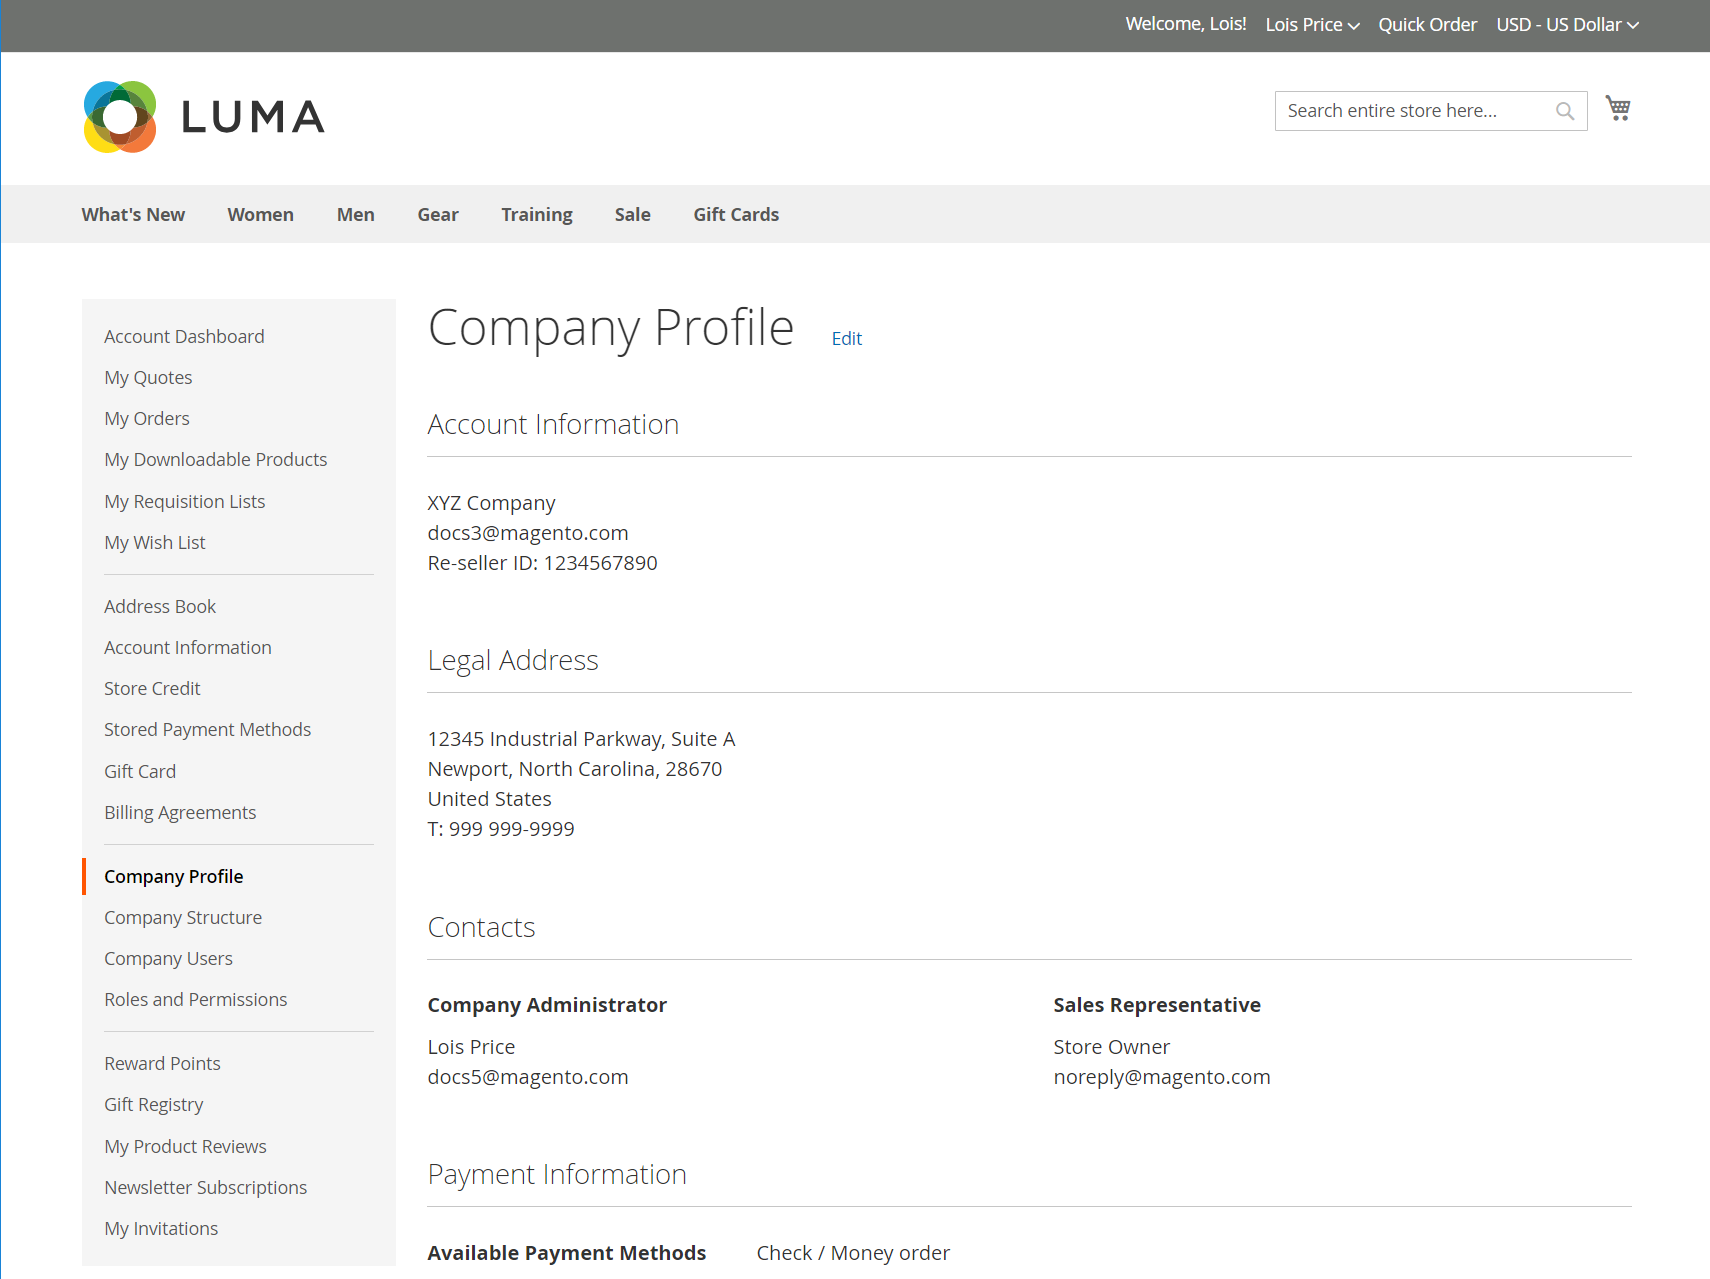 Welcome, Lois! Lois Price Quick Order USD - US Dollar
LUMA
Search entire store here...
What's New Women Men Gear Training Sale Gift Cards
Account Dashboard
My Quotes
My Orders
My Downloadable Products
My Requisition Lists
My Wish List
Address Book
Account Information
Store Credit
Stored Payment Methods
Gift Card
Billing Agreements
Company Profile
Company Structure
Company Users
Roles and Permissions
Reward Points
Gift Registry
My Product Reviews
Newsletter Subscriptions
My Invitations
Company Profile Edit
Account Information
XYZ Company
docs3@magento.com
Re-seller ID: 1234567890
Legal Address
12345 Industrial Parkway, Suite A
Newport, North Carolina, 28670
United States
T: 999 999-9999
Contacts
Company Administrator
Lois Price
docs5@magento.com
Sales Representative
Store Owner
noreply@magento.com
Payment Information
Available Payment Methods Check / Money order